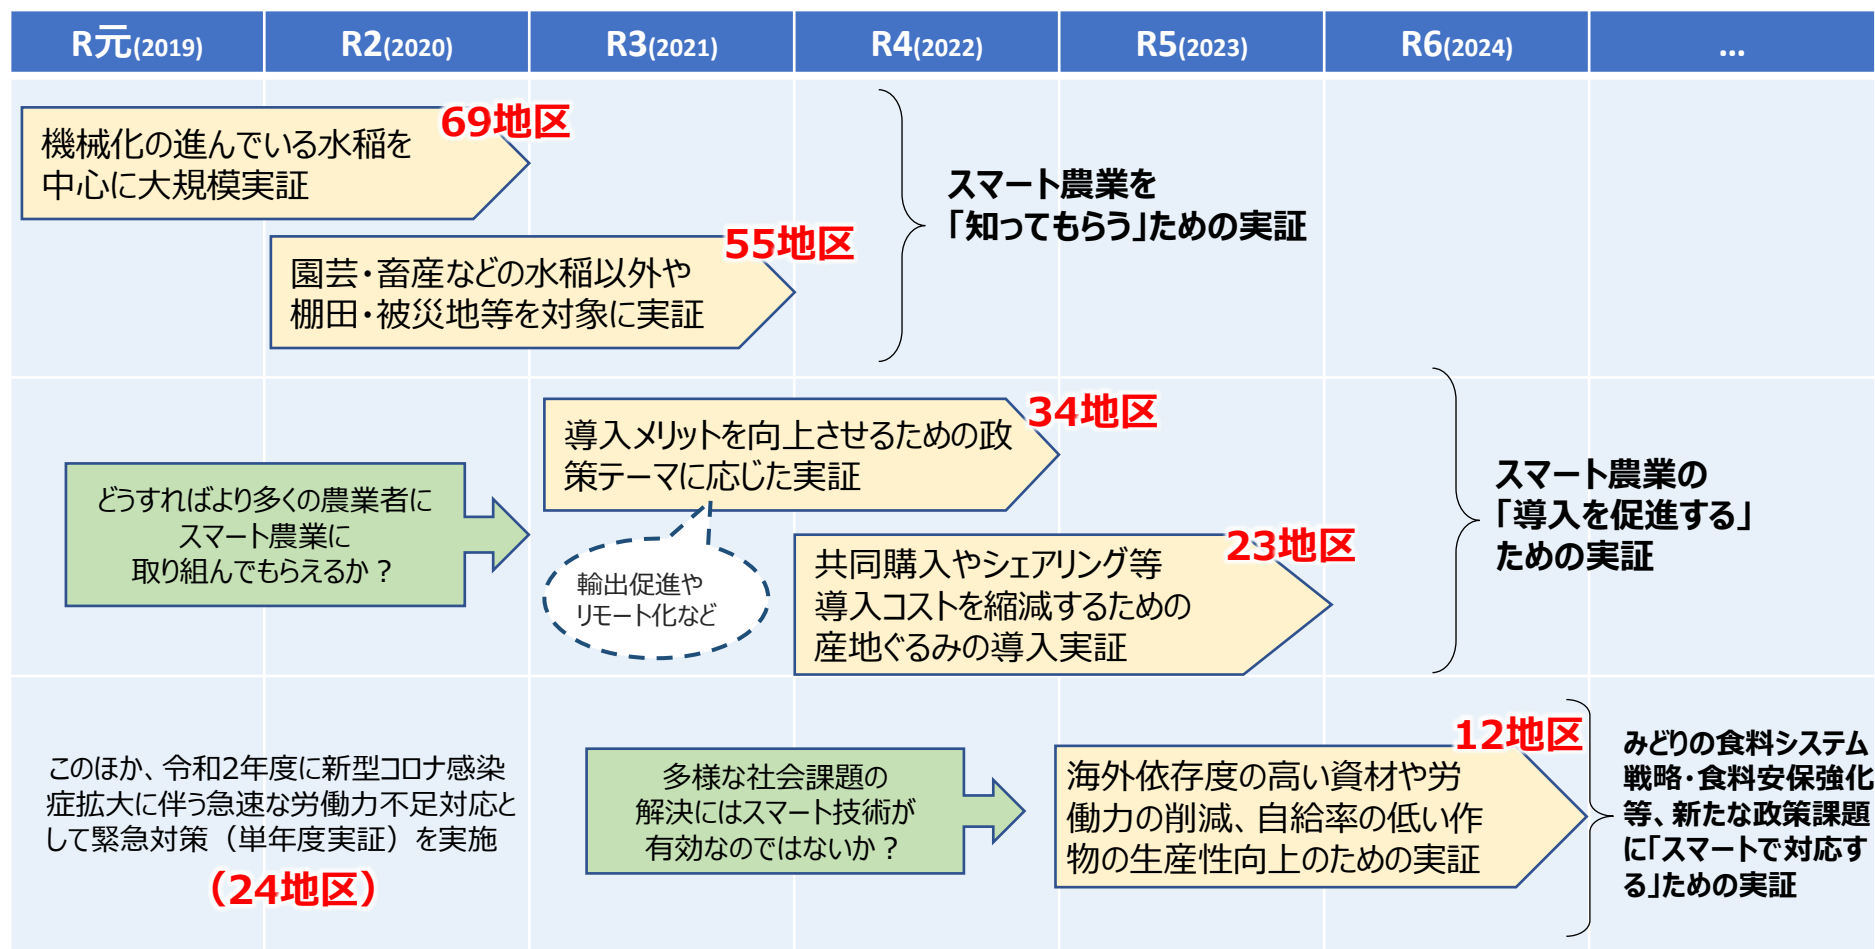 R元(2019)
R2(2020)
R3(2021)
R4(2022)
R5(2023)
R6(2024)
…
69地区
機械化の進んでいる水稲を
中心に大規模実証
55地区
園芸・畜産などの水稲以外や
棚田・被災地等を対象に実証
スマート農業を
「知ってもらう」ための実証
どうすればより多くの農業者に
スマート農業に
取り組んでもらえるか？
34地区
導入メリットを向上させるための政
策テーマに応じた実証
輸出促進や
リモート化など
23地区
共同購入やシェアリング等
導入コストを縮減するための
産地ぐるみの導入実証
スマート農業の
「導入を促進する」
ための実証
このほか、令和2年度に新型コロナ感染
症拡大に伴う急速な労働力不足対応と
して緊急対策（単年度実証）を実施
（24地区）
多様な社会課題の
解決にはスマート技術が
有効なのではないか？
12地区
海外依存度の高い資材や労
働力の削減、自給率の低い作
物の生産性向上のための実証
みどりの食料システム
戦略・食料安保強化
等、新たな政策課題
に「スマートで対応す
る」ための実証